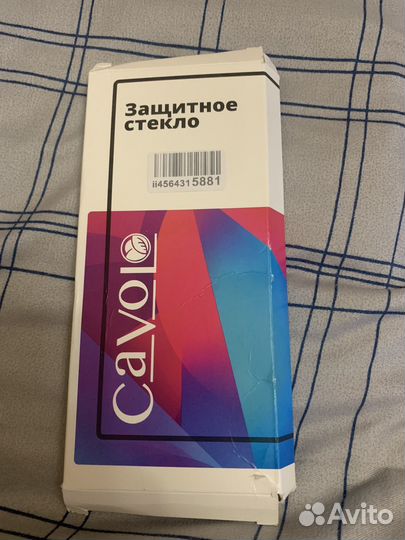 Защитное
стекло
ii4564315881
Cavolo
Avito